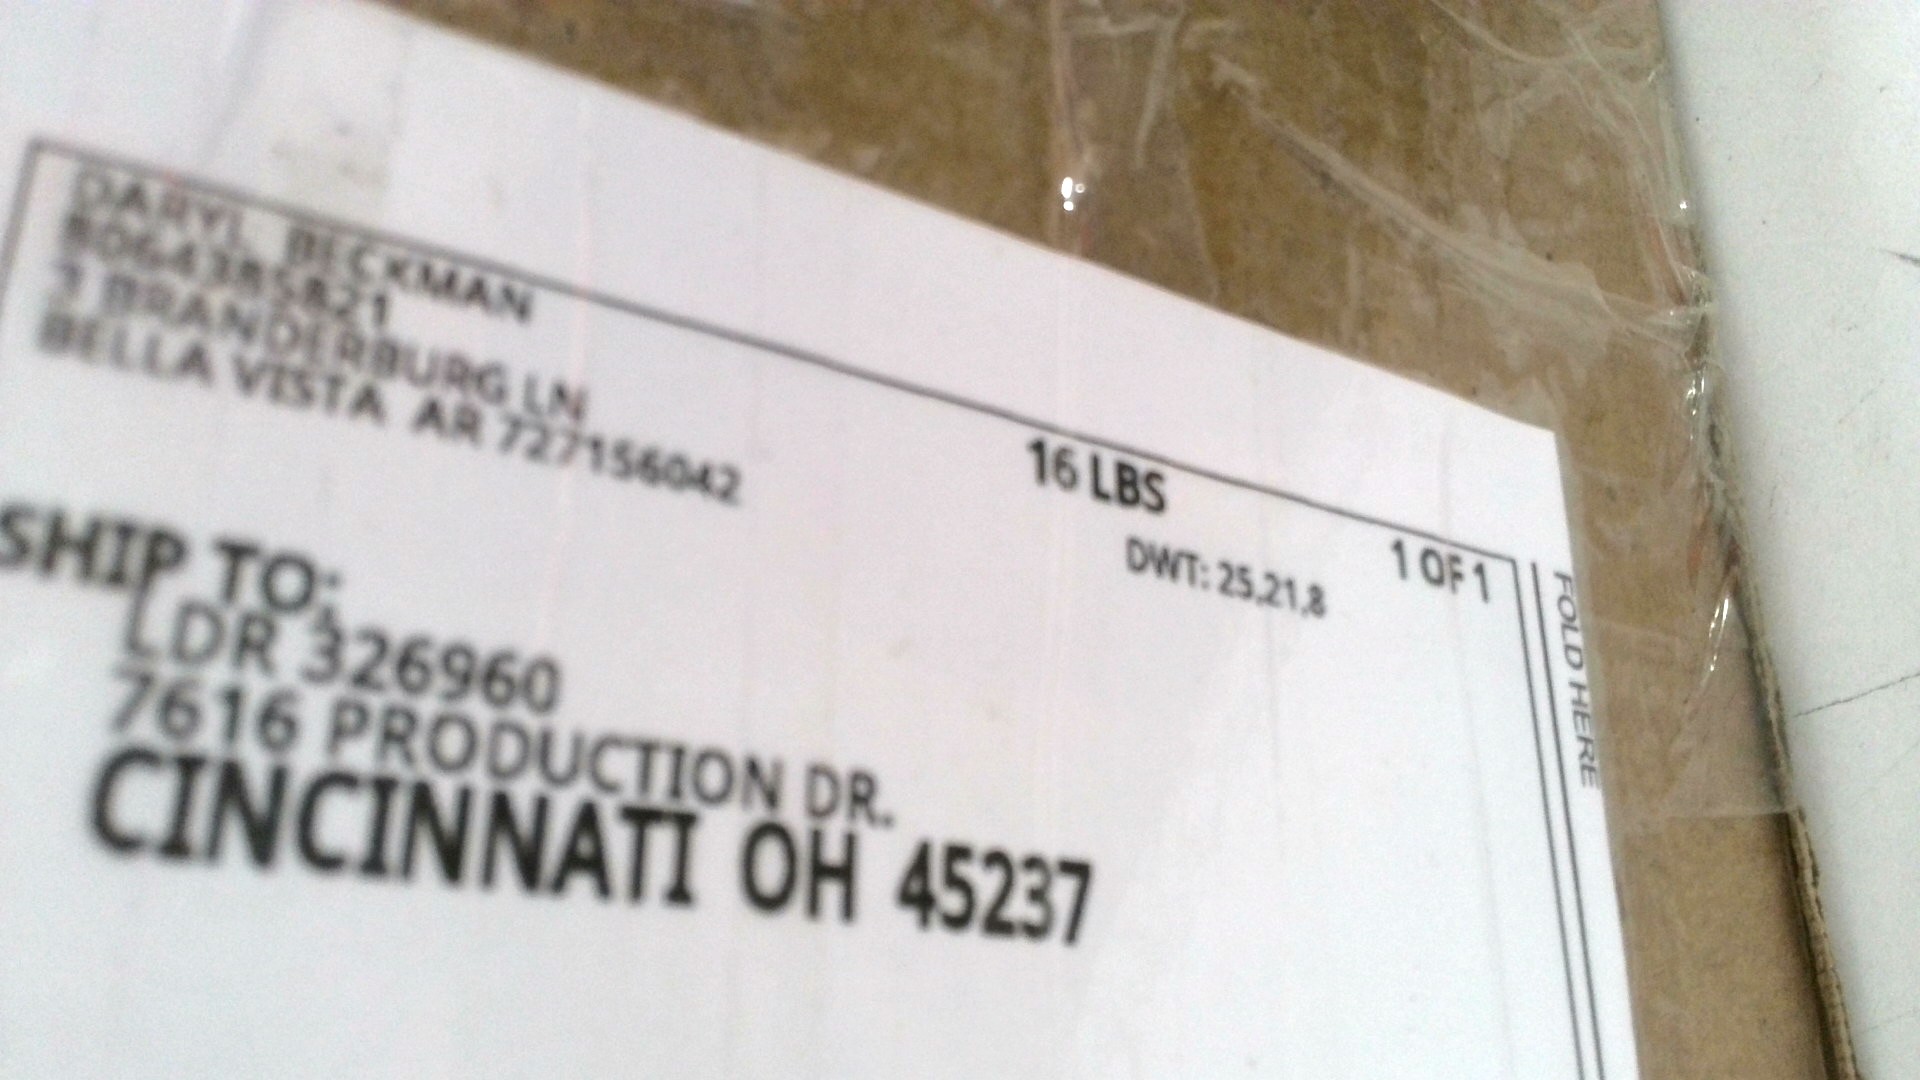 DARYL BECKMAN
8064385821
7 BRANDERBURG LN
BELLA VISTA AR 727156042
16 LBS
1 OF 1
DWT: 25,21,8
SHIP TO:
LDR 326960
7616 PRODUCTION DR.
CINCINNATI OH 45237
FOLD HERE